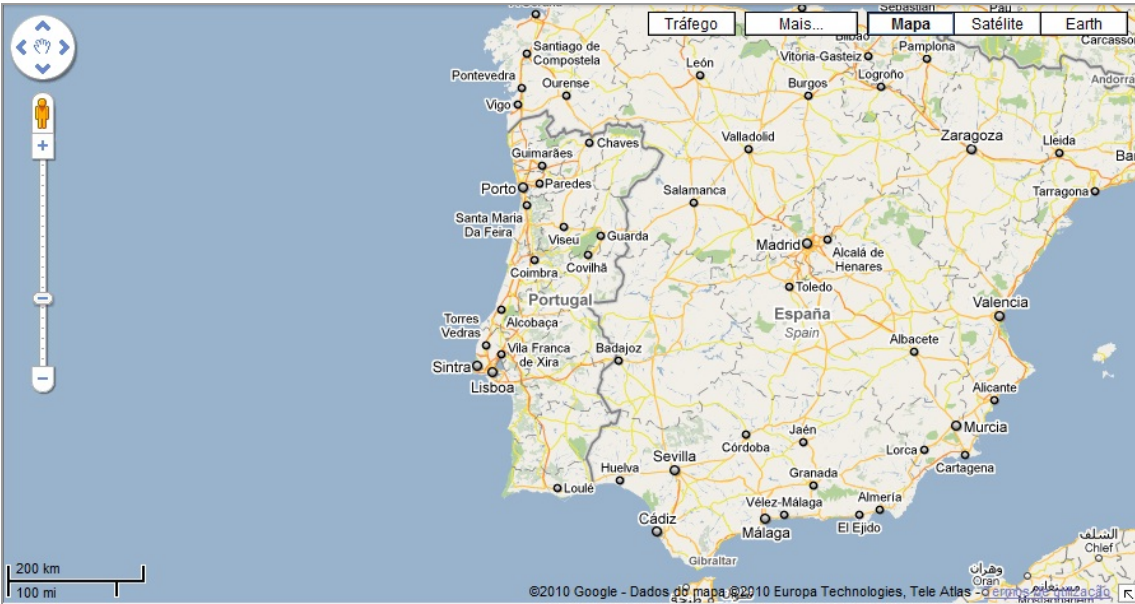 Tráfego
Mais...
Mapa
Satélite
Earth
Santiago de
Compostela
Pontevedra
Ourense
Vigo
León
Vitoria-Gasteiz
Bilbao
Pamplona
Logroño
Burgos
Pau
Andorra
Chaves
Guimarães
Valladolid
Zaragoza
Lleida
Porto
Paredes
Salamanca
Tarragona
Santa Maria
Da Feira
Viseu
Guarda
Madrid
Alcalá de
Henares
Coimbra
Covilhã
Toledo
Portugal
España
Spain
Valencia
Torres
Vedras
Alcobaça
Vila Franca
de Xira
Badajoz
Albacete
Sintra
Lisboa
Alicante
Murcia
Jaén
Córdoba
Lorca
Cartagena
Sevilla
Huelva
Loulé
Granada
Vélez-Málaga
Almería
El Ejido
Málaga
Cádiz
Gibraltar
الشلف
Chlef
وهران
Oran
200 km
100 mi
©2010 Google - Dados do mapa ©2010 Europa Technologies, Tele Atlas - Termos de utilização